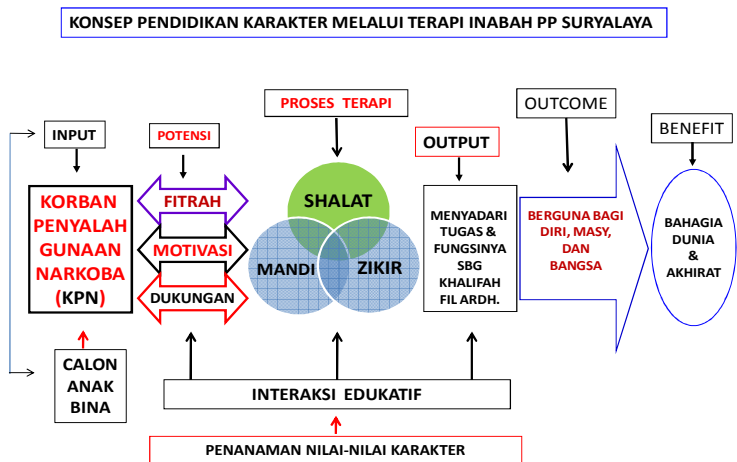 KONSEP PENDIDIKAN KARAKTER MELALUI TERAPI INABAH PP SURYALAYA
INPUT
POTENSI
PROSES TERAPI
OUTPUT
OUTCOME
BENEFIT
KORBAN
PENYALAH
GUNAAN
NARKOBA
(KPN)
FITRAH
MOTIVASI
DUKUNGAN
SHALAT
MANDI
ZIKIR
MENYADARI
TUGAS &
FUNGSINYA
SBG
KHALIFAH
FIL ARDH.
BERGUNA BAGI
DIRI, MASY,
DAN
BANGSA
BAHAGIA
DUNIA
&
AKHIRAT
CALON
ANAK
BINA
INTERAKSI EDUKATIF
PENANAMAN NILAI-NILAI KARAKTER